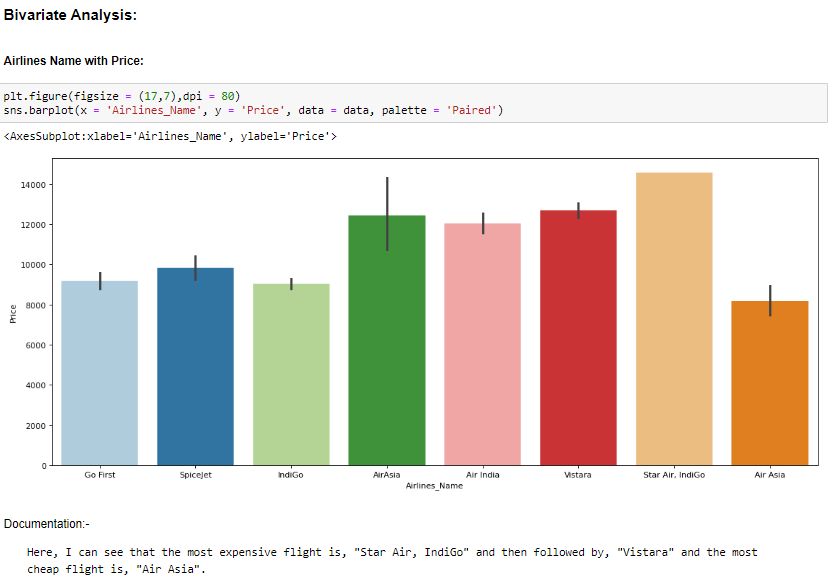 Bivariate Analysis:
Airlines Name with Price:
plt.figure(figsize = (17,7),dpi = 80)
sns.barplot(x = 'Airlines_Name', y = 'Price', data = data, palette = 'Paired')
<AxesSubplot:xlabel='Airlines_Name', ylabel='Price'>
14000
12000
10000
8000
6000
4000
2000
0
Price
Go First SpiceJet IndiGo AirAsia Air India Vistara Star Air, IndiGo Air Asia
Airlines_Name
Documentation:-
Here, I can see that the most expensive flight is, "Star Air, IndiGo" and then followed by, "Vistara" and the most
cheap flight is, "Air Asia".